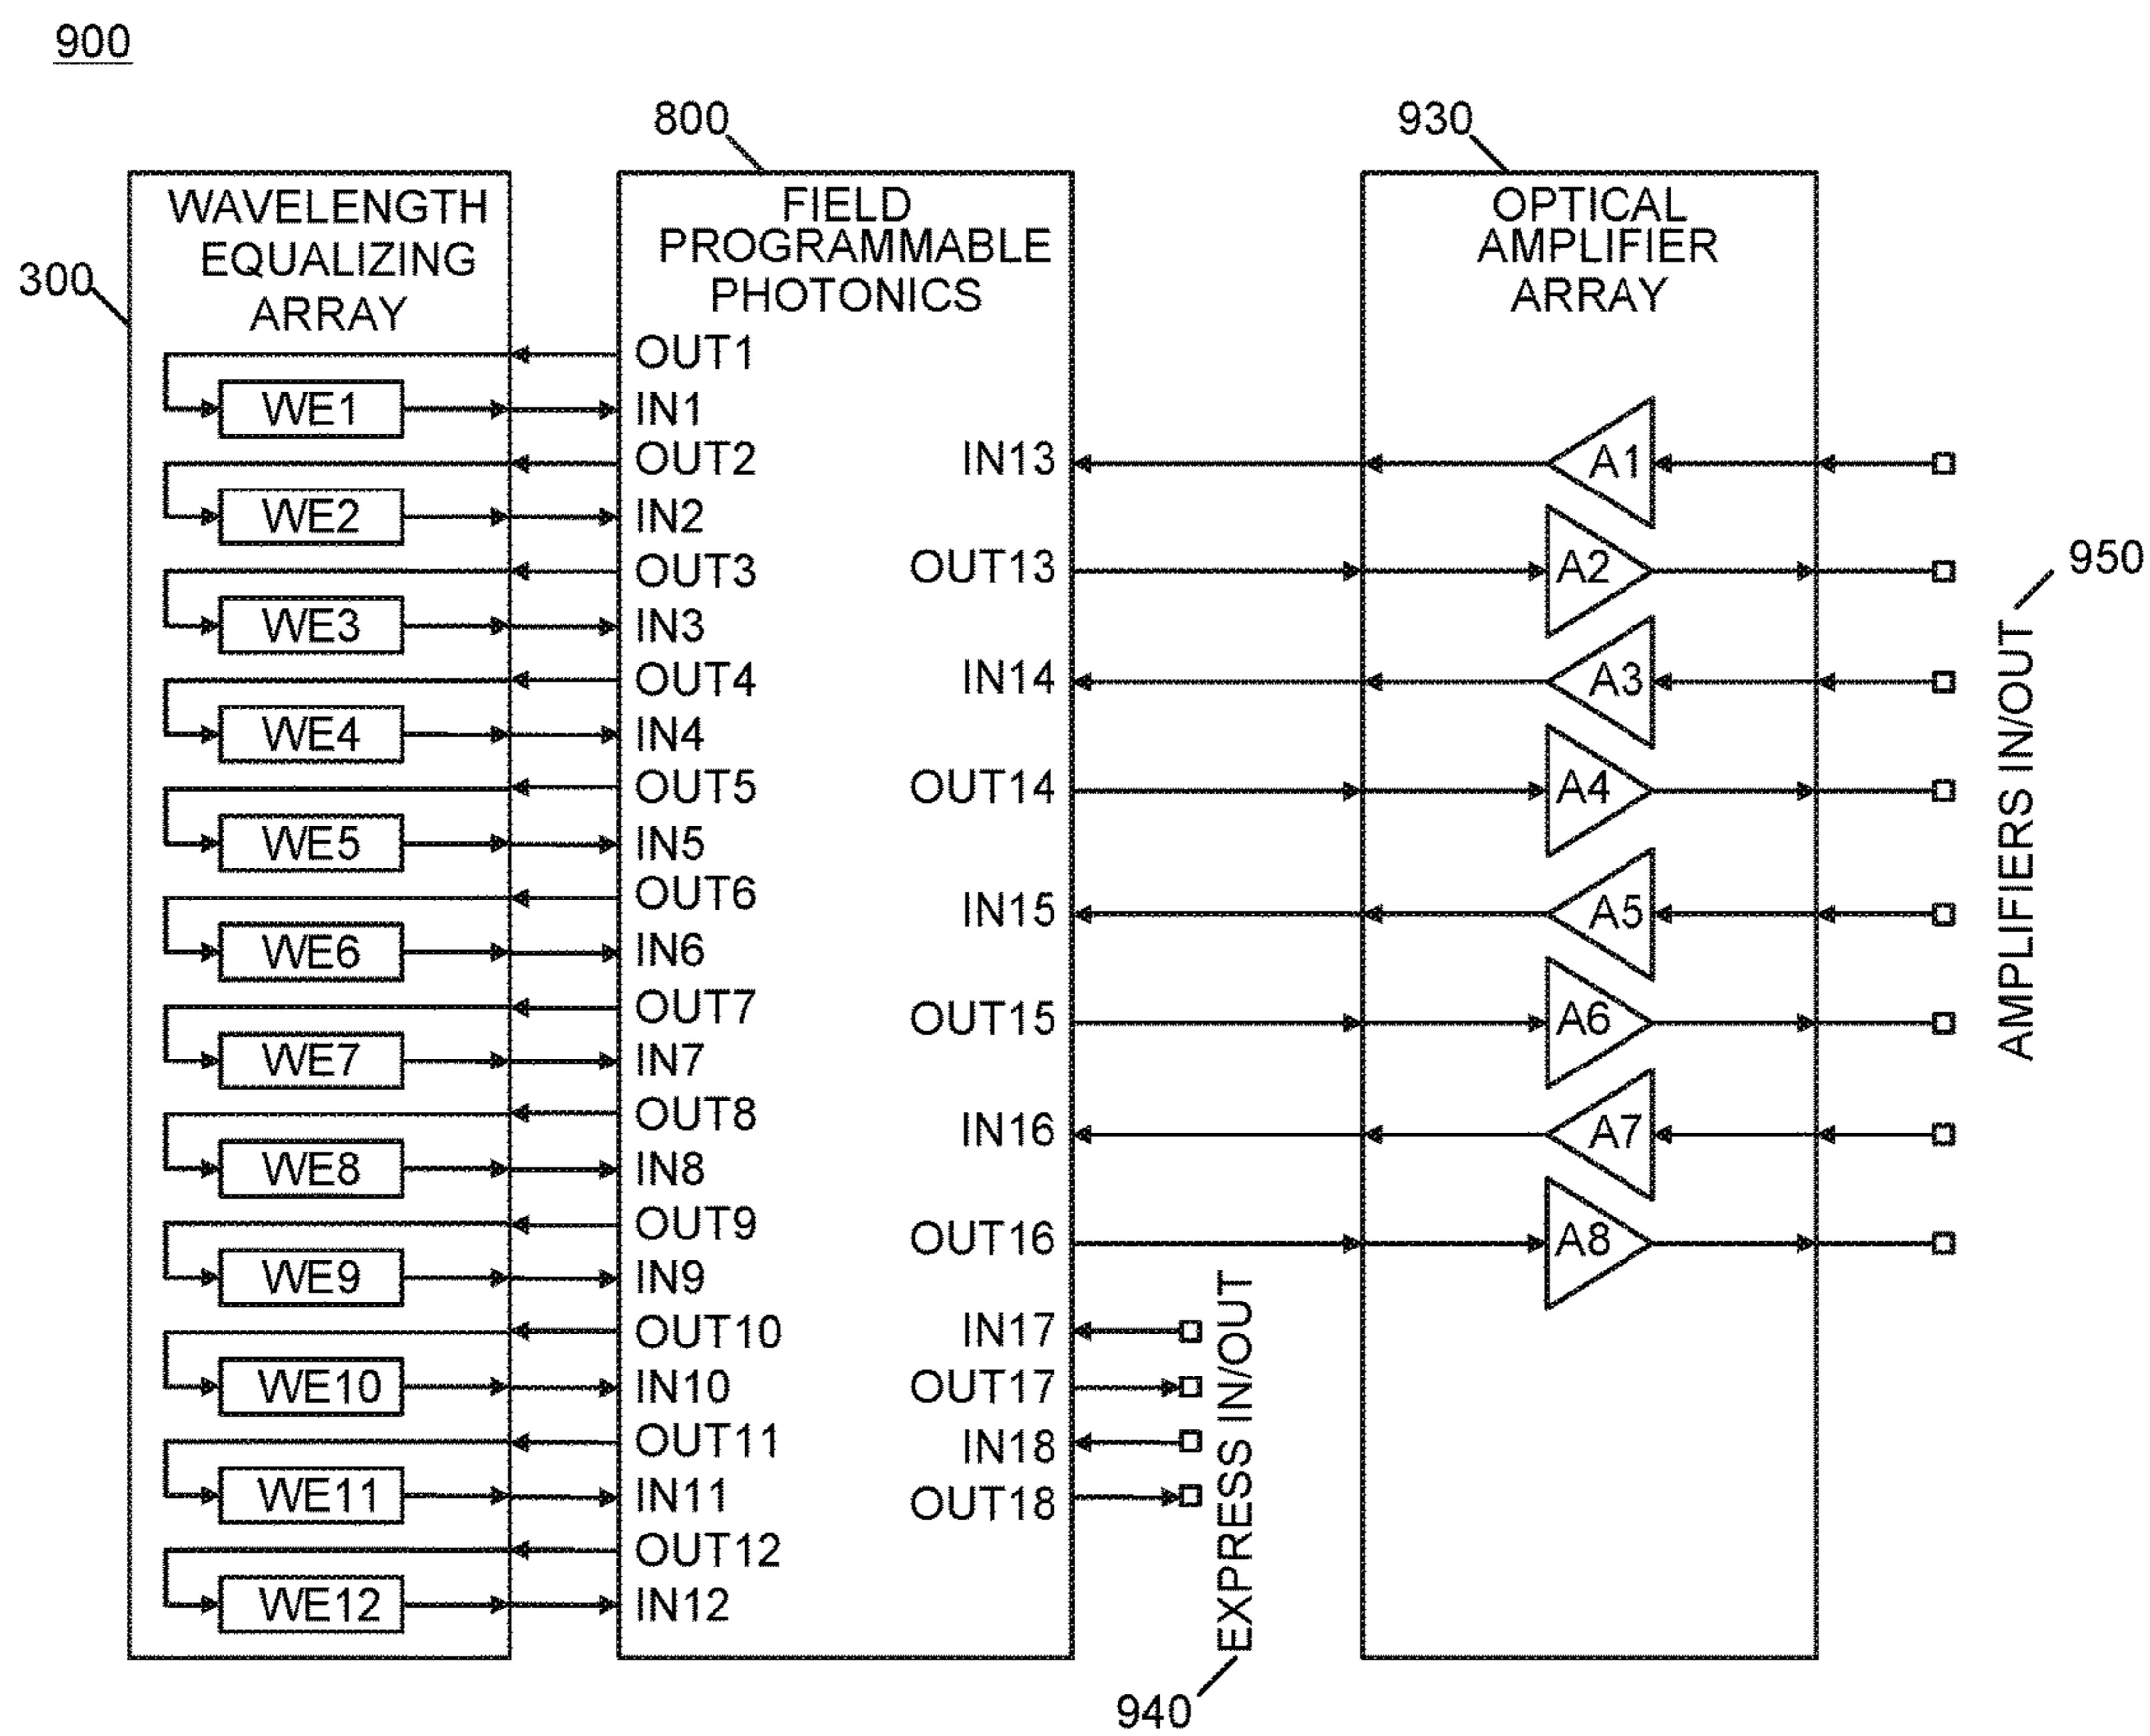 900
800
930
300
WAVELENGTH
EQUALIZING
ARRAY
FIELD
PROGRAMMABLE
PHOTONICS
OPTICAL
AMPLIFIER
ARRAY
OUT1
WE1
IN1
OUT2
WE2
IN2
OUT3
WE3
IN3
OUT4
WE4
IN4
OUT5
WE5
IN5
OUT6
WE6
IN6
OUT7
WE7
IN7
OUT8
WE8
IN8
OUT9
WE9
IN9
OUT10
WE10
IN10
OUT11
WE11
IN11
OUT12
WE12
IN12
IN13
A1
OUT13
A2
IN14
A3
OUT14
A4
IN15
A5
OUT15
A6
IN16
A7
OUT16
A8
IN17
OUT17
IN18
OUT18
EXPRESS IN/OUT
940
AMPLIFIERS IN/OUT
950